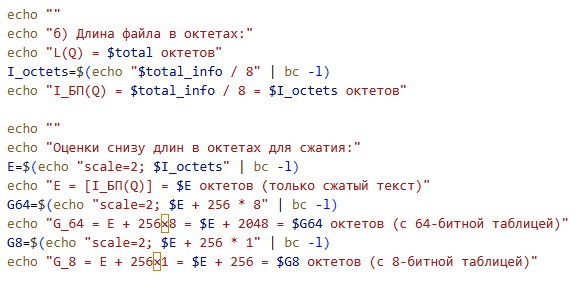 echo ""
echo "б) Длина файла в октетах:"
echo "L(Q) = $total октетов"
I_octets=$(echo "$total_info / 8" | bc -l)
echo "I_БП(Q) = $total_info / 8 = $I_octets октетов"
echo ""
echo "Оценки снизу длин в октетах для сжатия:"
E=$(echo "scale=2; $I_octets" | bc -l)
echo "E = [I_БП(Q)] = $E октетов (только сжатый текст)"
G64=$(echo "scale=2; $E + 256 * 8" | bc -l)
echo "G_64 = E + 256×8 = $E + 2048 = $G64 октетов (с 64-битной таблицей)"
G8=$(echo "scale=2; $E + 256 * 1" | bc -l)
echo "G_8 = E + 256×1 = $E + 256 = $G8 октетов (с 8-битной таблицей)"